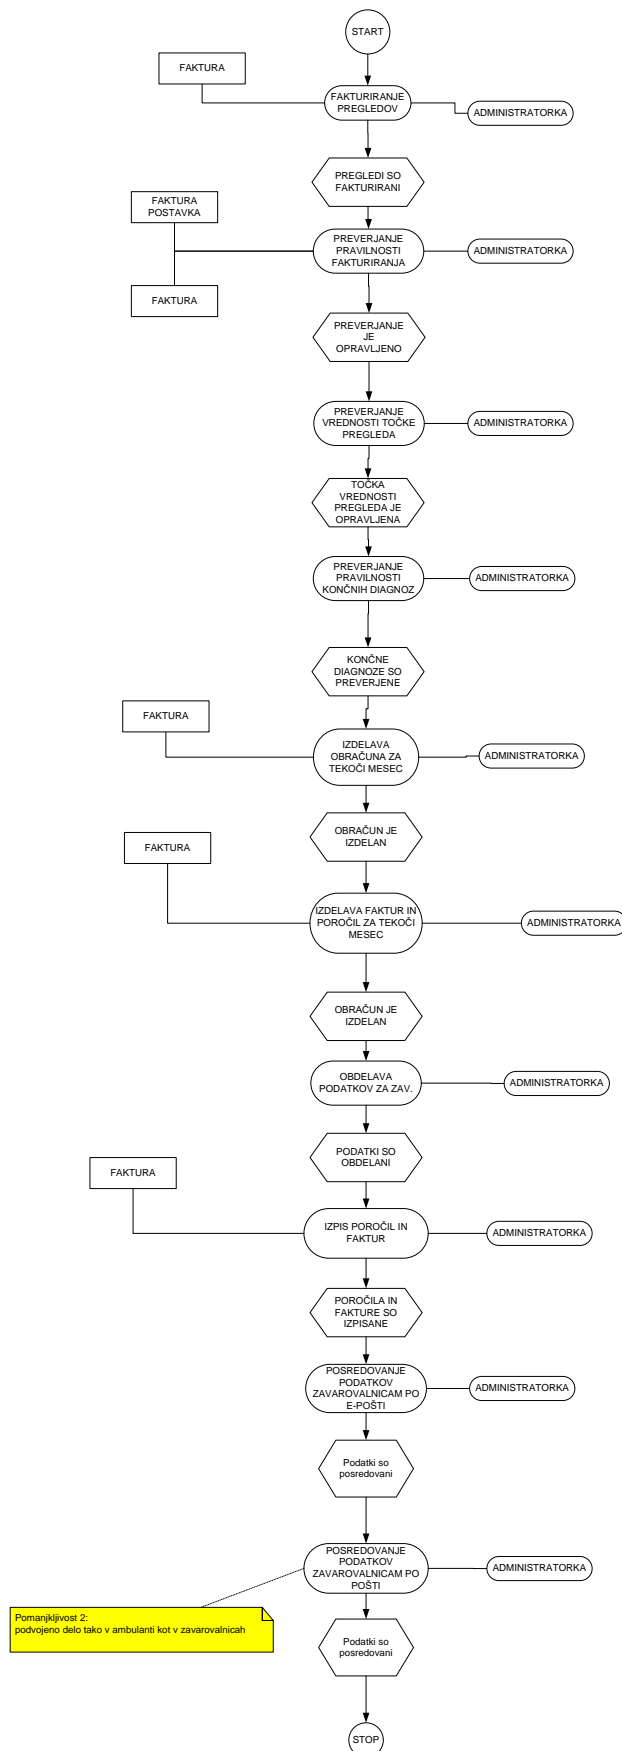 START
FAKTURA
FAKTURIRANJE
PREGLEDOV
ADMINISTRATORKA
PREGLEDI SO
FAKTURIRANI
FAKTURA
POSTAVKA
PREVERJANJE
PRAVILNOSTI
FAKTURIRANJA
ADMINISTRATORKA
FAKTURA
PREVERJANJE
JE
OPRAVLJENO
PREVERJANJE
VREDNOSTI TOČKE
PREGLEDA
ADMINISTRATORKA
TOČKA
VREDNOSTI
PREGLEDA JE
OPRAVLJENA
PREVERJANJE
PRAVILNOSTI
KONČNIH DIAGNOZ
ADMINISTRATORKA
KONČNE
DIAGNOZE SO
PREVERJENE
FAKTURA
IZDELAVA
OBRAČUNA ZA
TEKOČI MESEC
ADMINISTRATORKA
OBRAČUN JE
IZDELAN
FAKTURA
IZDELAVA FAKTUR IN
POROČIL ZA TEKOČI
MESEC
ADMINISTRATORKA
OBRAČUN JE
IZDELAN
OBDELAVA
PODATKOV ZA ZAV.
ADMINISTRATORKA
PODATKI SO
OBDELANI
FAKTURA
IZPIS POROČIL IN
FAKTUR
ADMINISTRATORKA
POROČILA IN
FAKTURE SO
IZPISANE
POSREDOVANJE
PODATKOV
ZAVAROVALNICAM PO
E-POŠTI
ADMINISTRATORKA
Podatki so
posredovani
POSREDOVANJE
PODATKOV
ZAVAROVALNICAM PO
POŠTI
ADMINISTRATORKA
Pomanjkljivost 2:
podvojeno delo tako v ambulanti kot v zavarovalnicah
Podatki so
posredovani
STOP